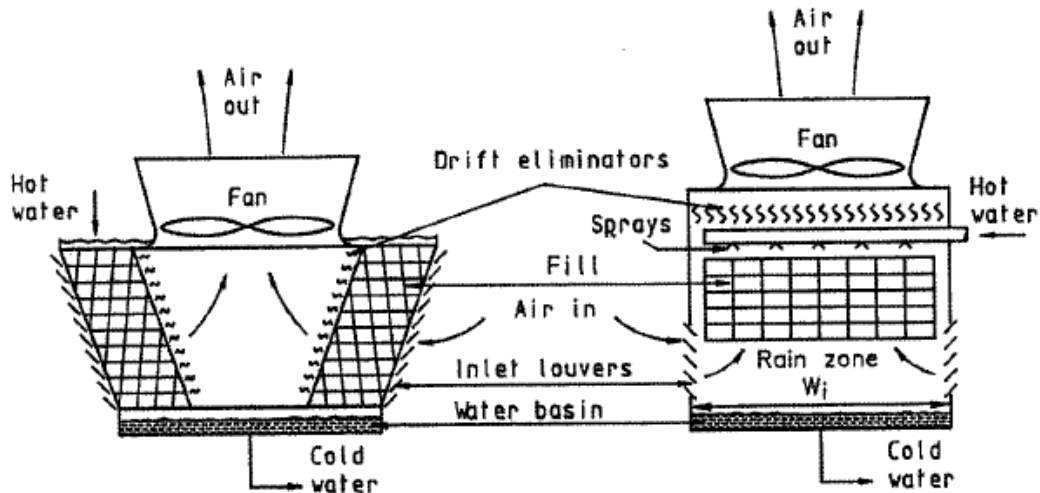 Air
out
Hot
water
Fan
Drift eliminators
Sprays
Fill
Air in
Inlet louvers
Water basin
Cold
water
Air
out
Fan
Hot
water
Rain zone
Wi
Cold
water